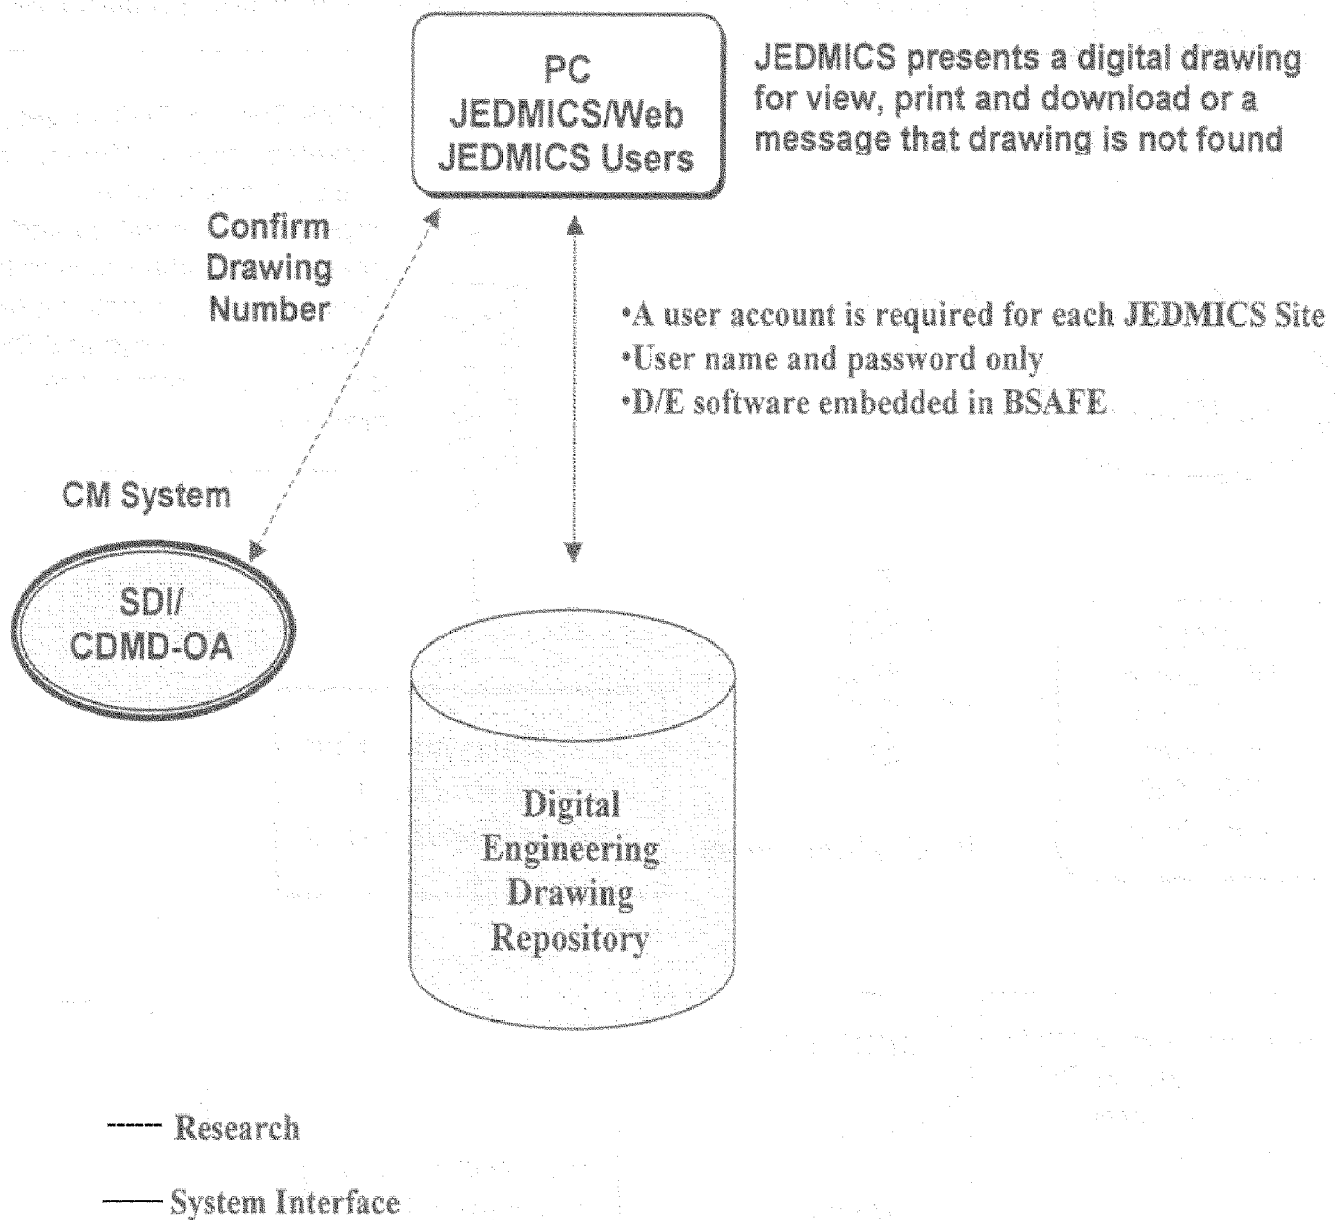 PC
JEDMICS/Web
JEDMICS Users
JEDMICS presents a digital drawing
for view, print and download or a
message that drawing is not found
Confirm
Drawing
Number
•A user account is required for each JEDMICS Site
•User name and password only
•D/E software embedded in BSAFE
CM System
SDI/
CDMD-OA
Digital
Engineering
Drawing
Repository
Research
System Interface